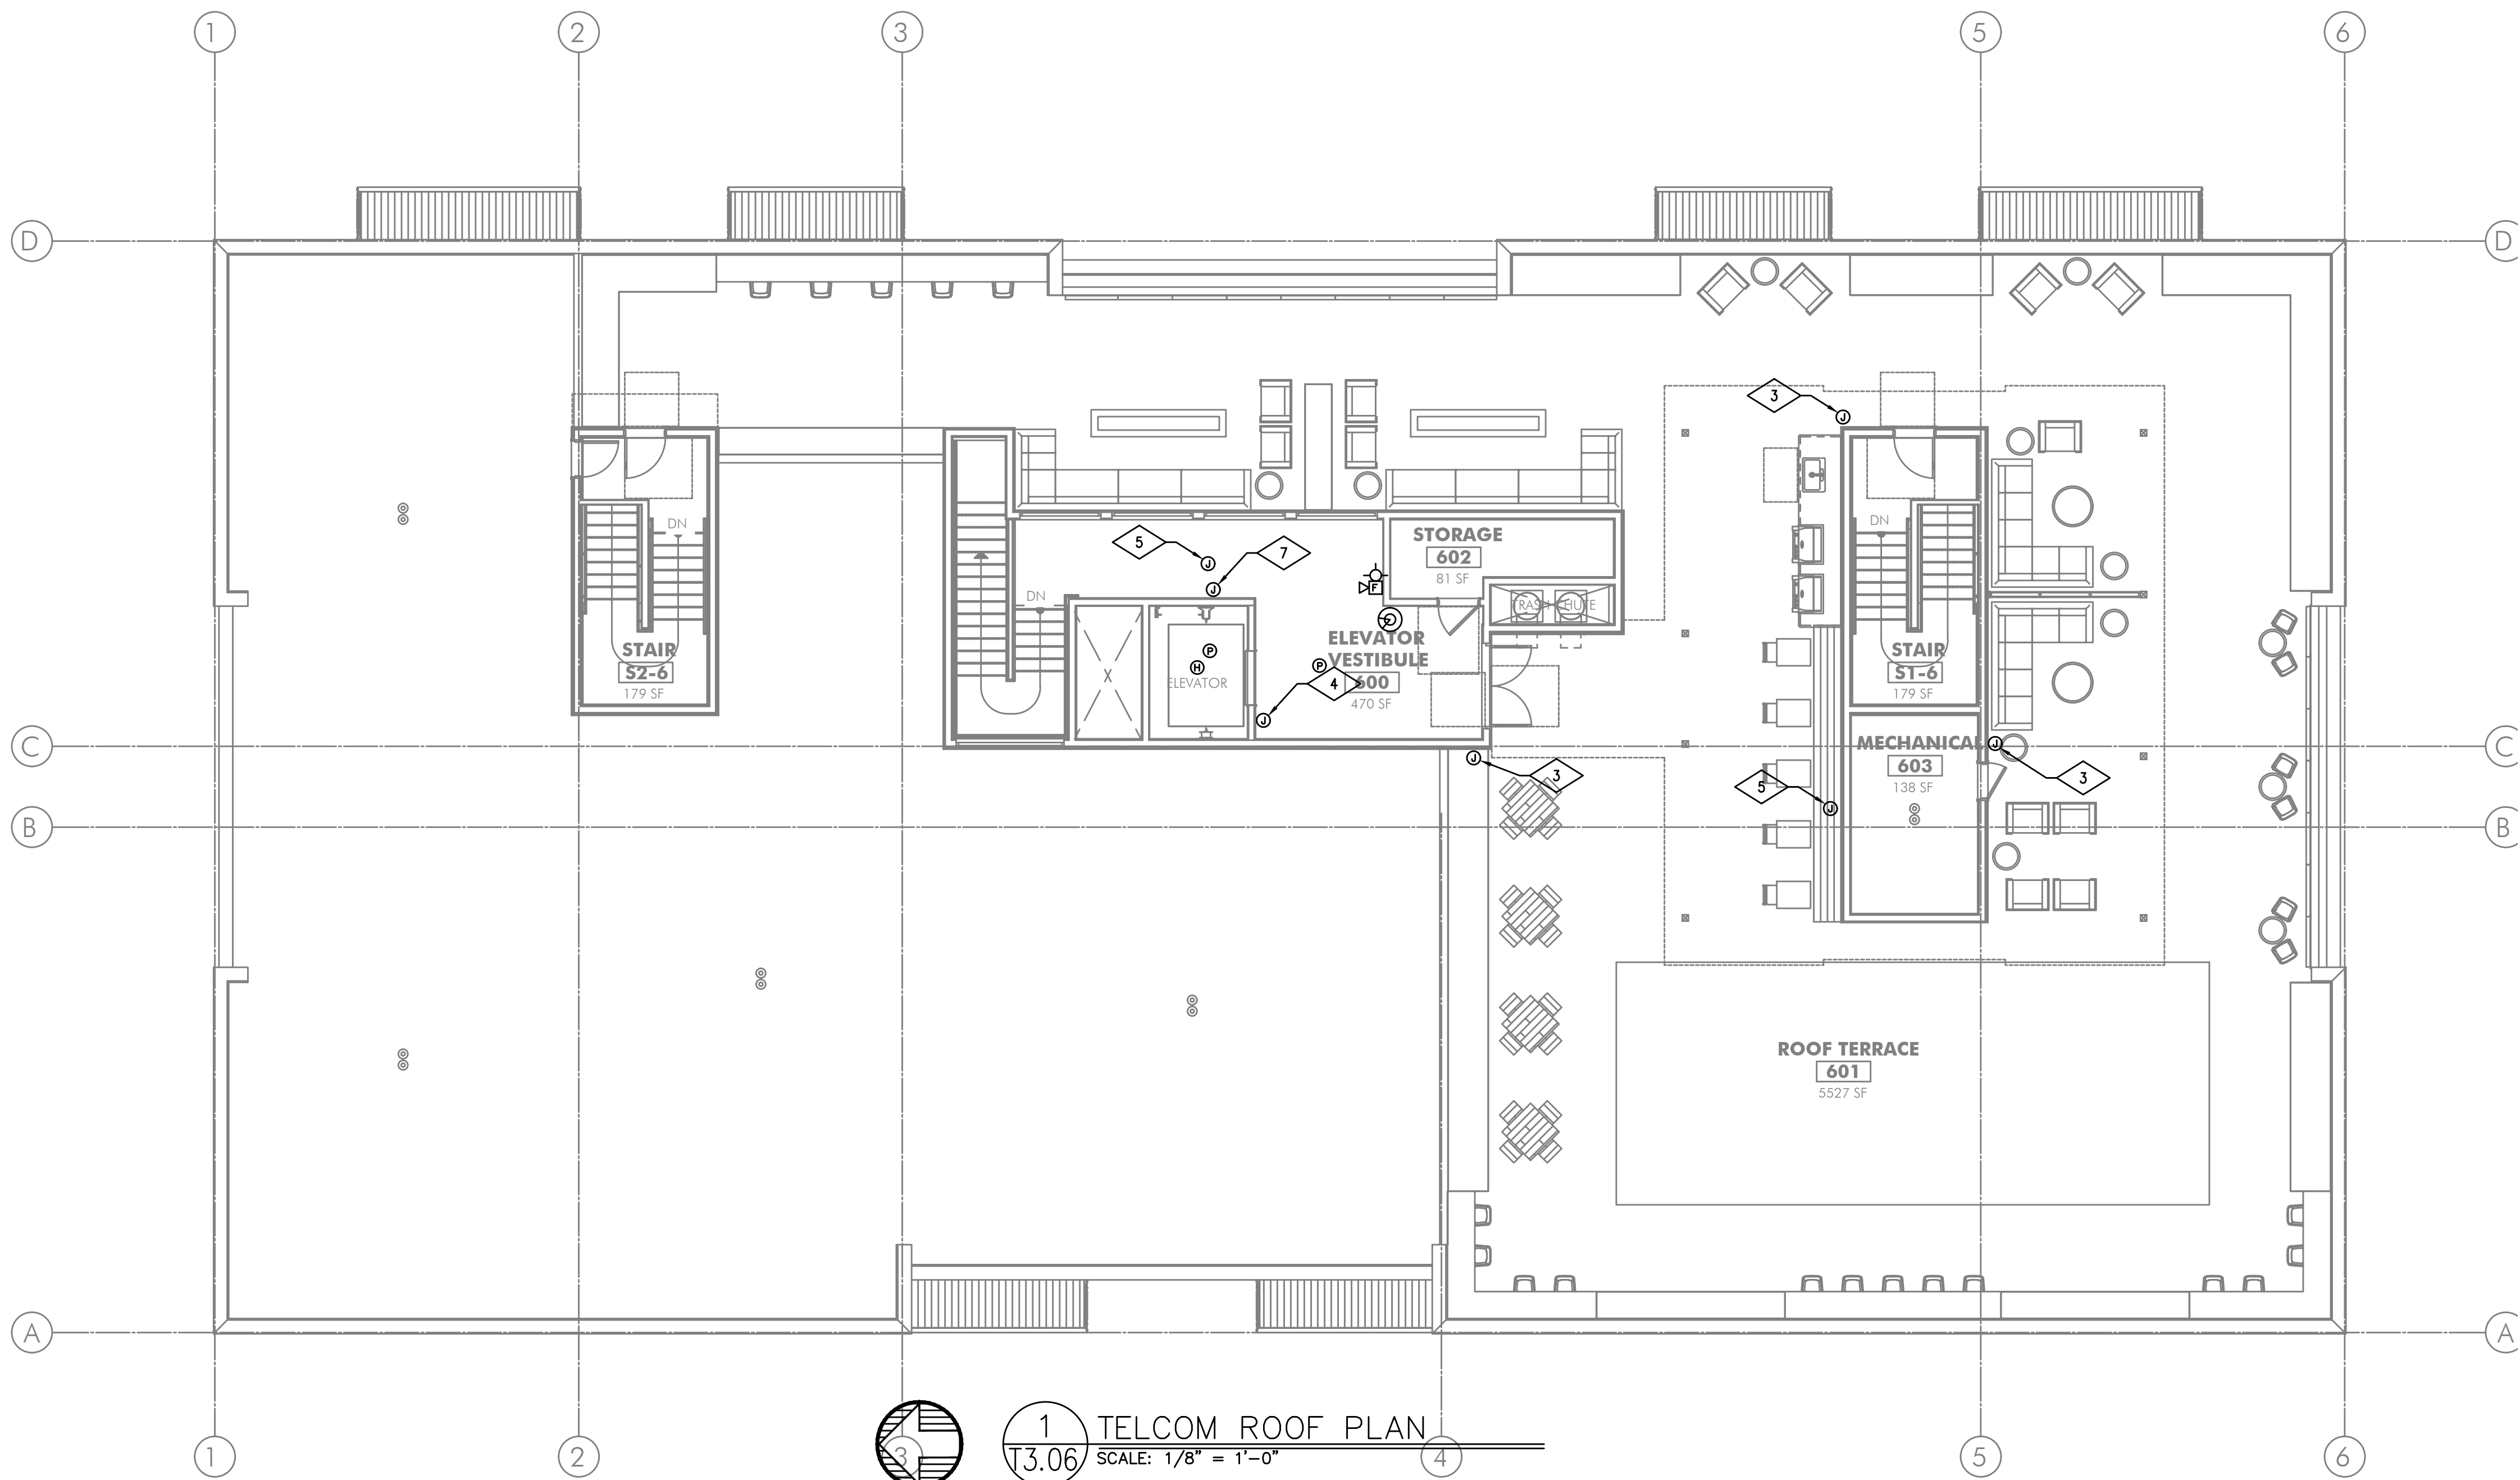 1
2
3
5
6
D
D
3
5
7
STORAGE
602
81 SF
J
J
J
F
DN
DN
DN
TRASH CHUTE
ELEVATOR
VESTIBULE
600
470 SF
P
H
P
ELEVATOR
4
J
X
STAIR
S2-6
179 SF
STAIR
S1-6
179 SF
C
C
MECHANICAL
603
138 SF
J
J
J
3
5
3
B
B
ROOF TERRACE
601
5527 SF
A
A
1
2
3
4
5
6
1
T3.06
TELCOM ROOF PLAN
SCALE: 1/8" = 1'-0"